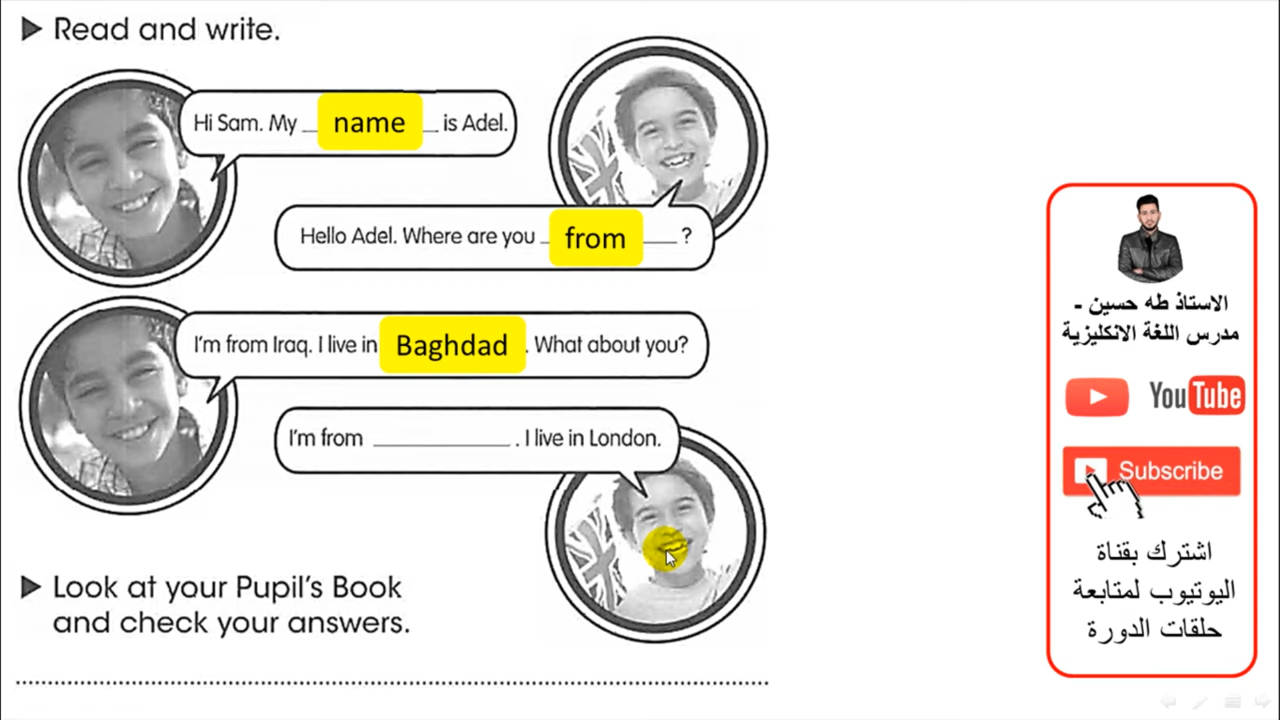 Read and write.
Hi Sam. My _ name _ is Adel.
Hello Adel. Where are you _ from ___ ?
I'm from Iraq. I live in Baghdad . What about you?
I'm from __________ . I live in London.
Look at your Pupil's Book
and check your answers.
الاستاذ طه حسين -
مدرس اللغة الانكليزية
YouTube
Subscribe
اشترك بقناة
اليوتيوب لمتابعة
حلقات الدورة